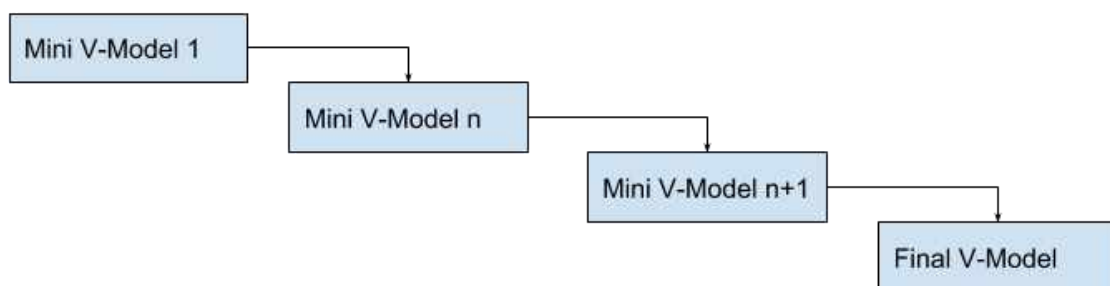 Mini V-Model 1
Mini V-Model n
Mini V-Model n+1
Final V-Model